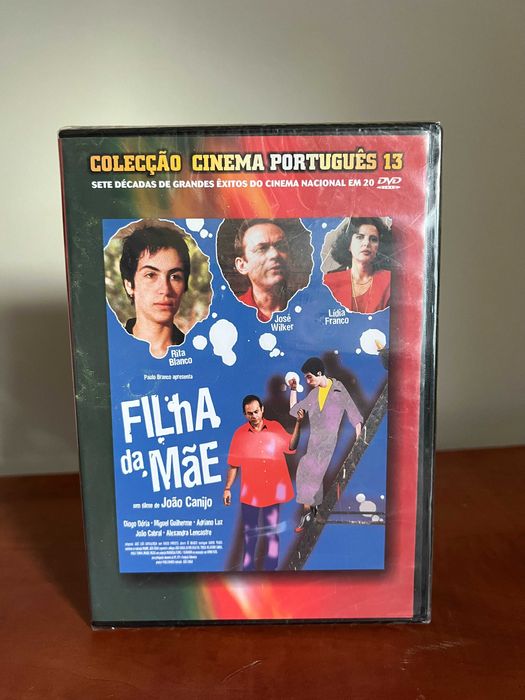 COLECÇÃO CINEMA PORTUGUÊS 13
SETE DÉCADAS DE GRANDES ÊXITOS DO CINEMA NACIONAL EM 20 DVD
VIDEO
Rita
Blanco
José
Wilker
Lídia
Franco
Paulo Branco apresenta
FILhA
da MÃE
um filme de João Canijo
Diogo Dória • Miguel Guilherme • Adriano Luz
João Cabral • Alexandra Lencastre